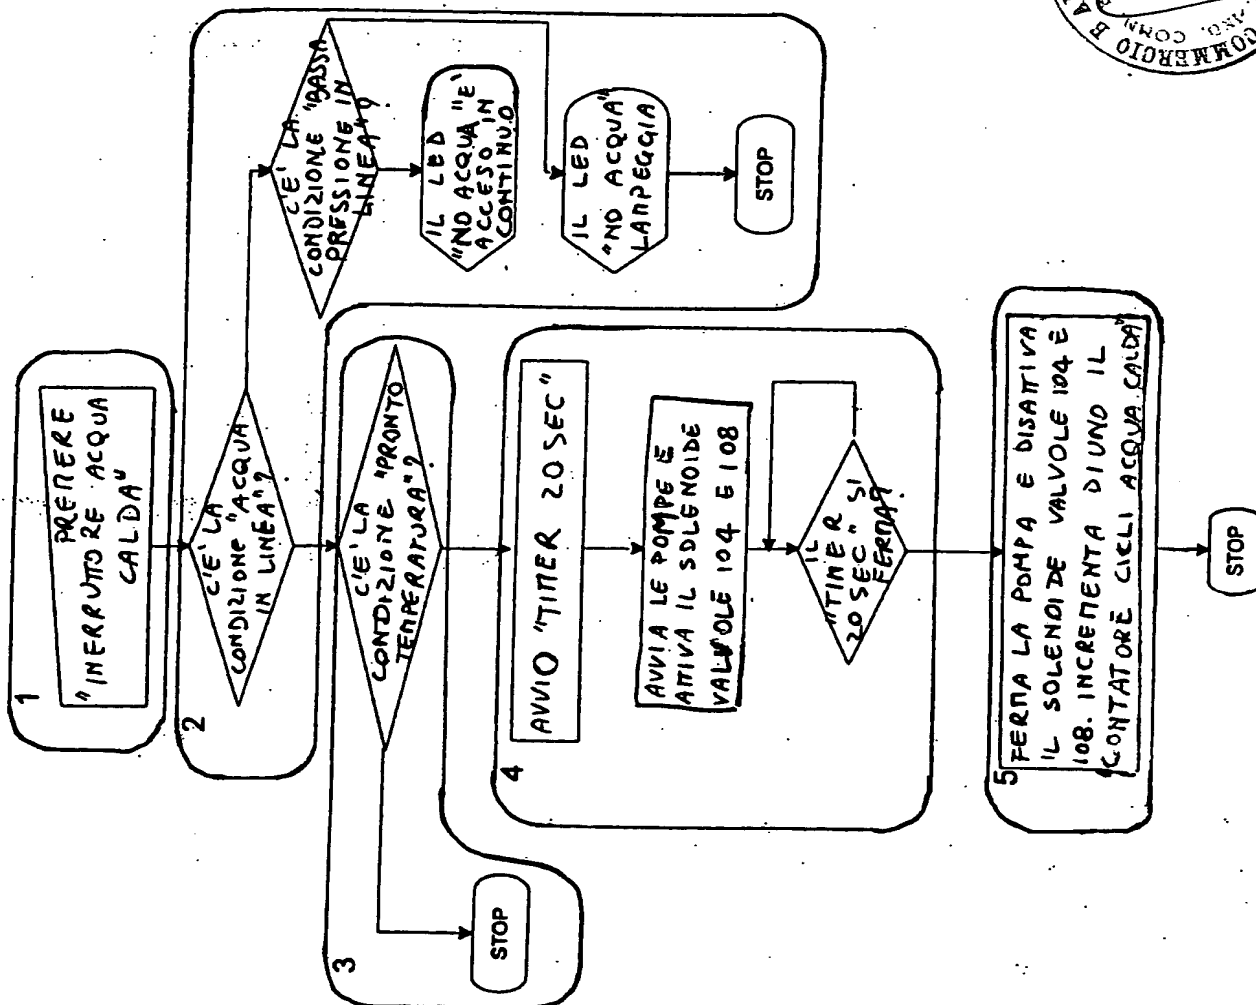 1
PREMERE
"INERRUTTORE ACQUA
CALDA"
2
C'E' LA
CONDIZIONE "ACQUA
IN LINEA"?
C'E' LA
CONDIZIONE "BASSA
PRESSIONE IN
LINEA"?
IL LED
"NO ACQUA "E'
ACCESO IN
CONTINUO
IL LED
"NO ACQUA"
LAMPEGGIA
STOP
3
C'E' LA
CONDIZIONE "PRONTO
TEMPERATURA"?
STOP
4
AVVIO "TIMER 20 SEC"
AVVIA LE POMPE E
ATTIVA IL SOLENOIDE
VALVOLE 104 E 108
IL
"TIMER
20 SEC" SI
FERMA?
5
FERMA LA POMPA E DISATTIVA
IL SOLENOIDE VALVOLE 104 E
108. INCREMENTA DI UNO IL
"CONTATORE CICLI ACQUA CALDA"
STOP
COMMERCIO E
COMM.